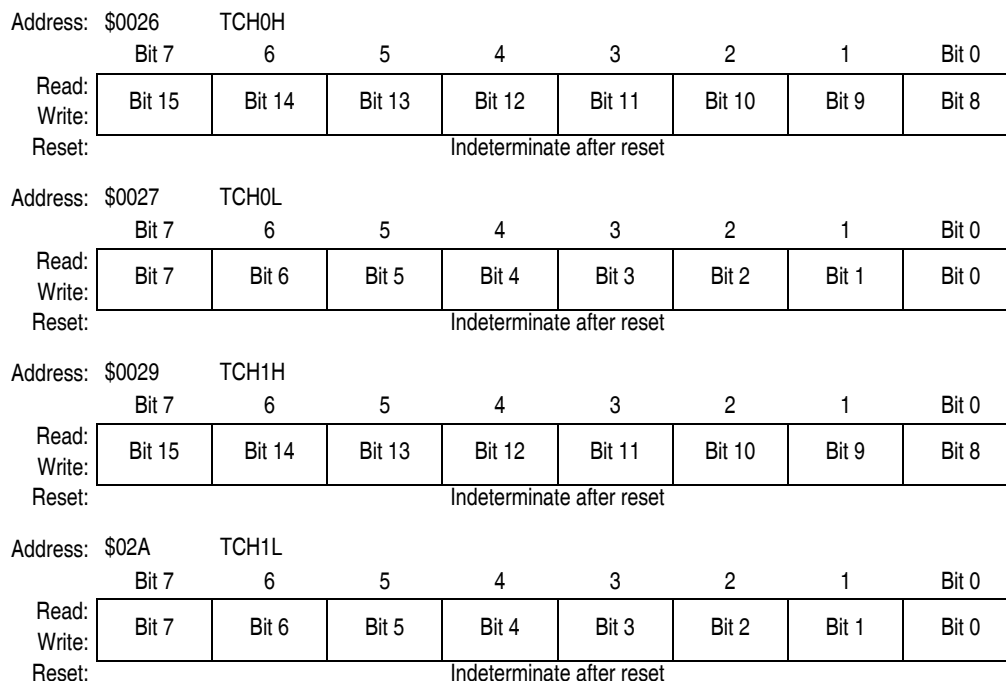 Address: $0026 TCH0H
Bit 7 6 5 4 3 2 1 Bit 0
Read:
Write:
Bit 15 Bit 14 Bit 13 Bit 12 Bit 11 Bit 10 Bit 9 Bit 8
Reset: Indeterminate after reset
Address: $0027 TCH0L
Bit 7 6 5 4 3 2 1 Bit 0
Read:
Write:
Bit 7 Bit 6 Bit 5 Bit 4 Bit 3 Bit 2 Bit 1 Bit 0
Reset: Indeterminate after reset
Address: $0029 TCH1H
Bit 7 6 5 4 3 2 1 Bit 0
Read:
Write:
Bit 15 Bit 14 Bit 13 Bit 12 Bit 11 Bit 10 Bit 9 Bit 8
Reset: Indeterminate after reset
Address: $02A TCH1L
Bit 7 6 5 4 3 2 1 Bit 0
Read:
Write:
Bit 7 Bit 6 Bit 5 Bit 4 Bit 3 Bit 2 Bit 1 Bit 0
Reset: Indeterminate after reset